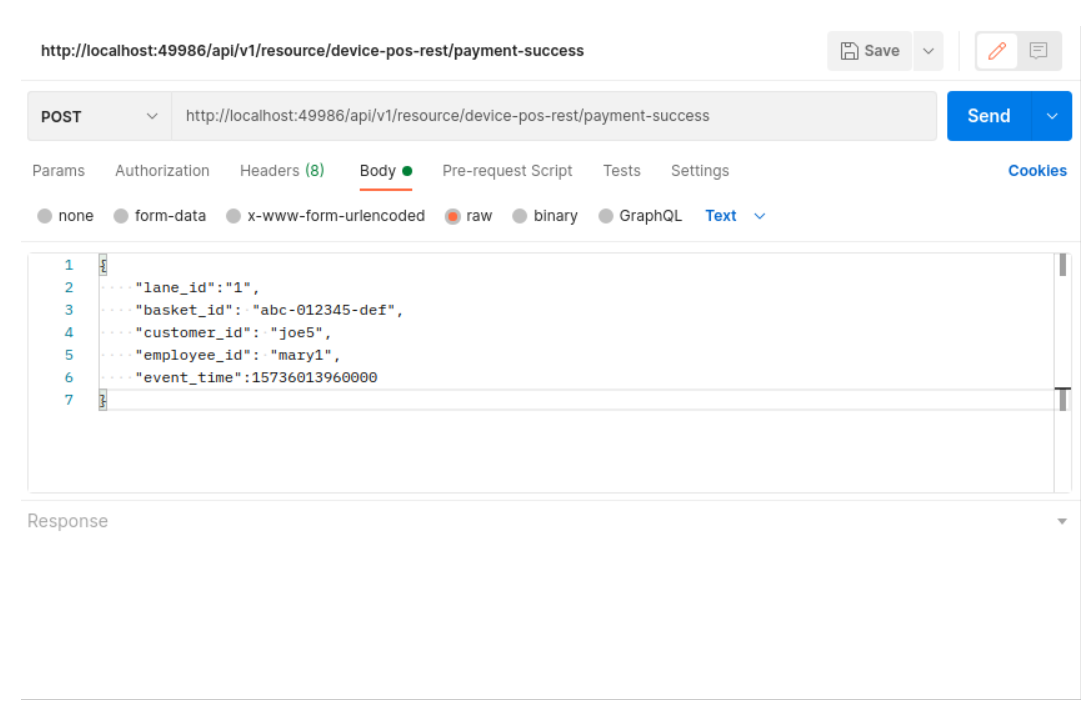 http://localhost:49986/api/v1/resource/device-pos-rest/payment-success Save
POST http://localhost:49986/api/v1/resource/device-pos-rest/payment-success Send
Params Authorization Headers (8) Body Pre-request Script Tests Settings Cookies
none form-data x-www-form-urlencoded raw binary GraphQL Text
1 {
2 "lane_id":"1",
3 "basket_id": "abc-012345-def",
4 "customer_id": "joe5",
5 "employee_id": "mary1",
6 "event_time":15736013960000
7 }
Response